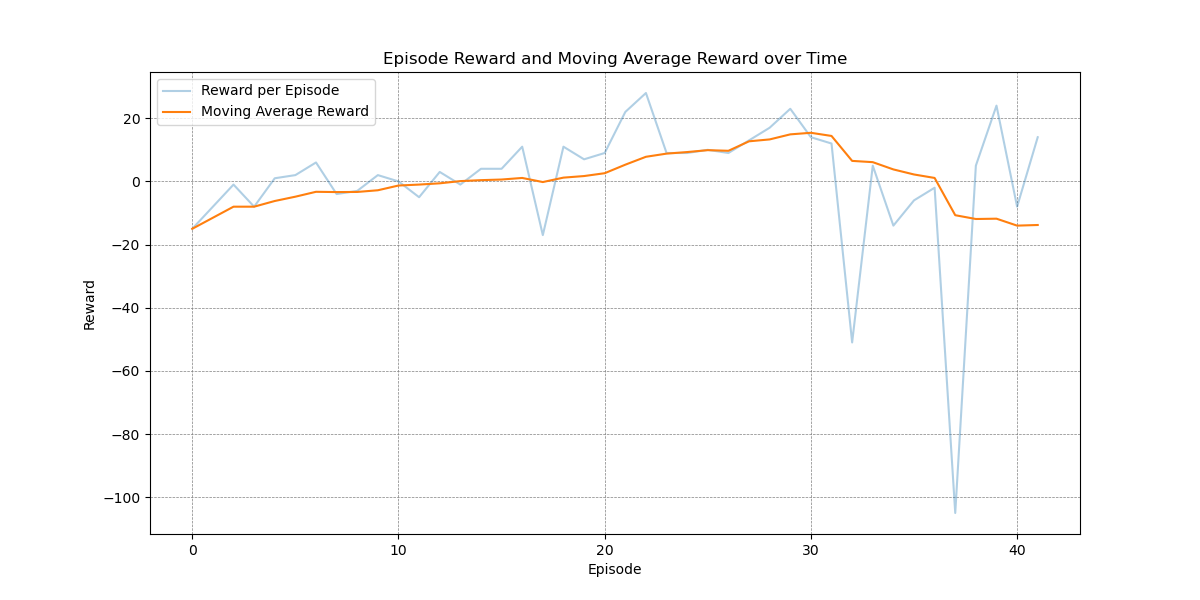 Episode Reward and Moving Average Reward over Time
Reward per Episode
Moving Average Reward
20
0
−20
−40
−60
−80
−100
Reward
0 10 20 30 40
Episode